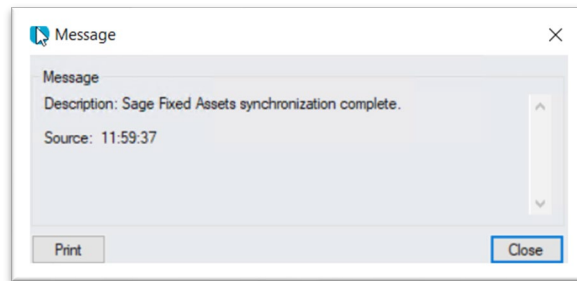 Message
Message
Description: Sage Fixed Assets synchronization complete.
Source: 11:59:37
Print
Close